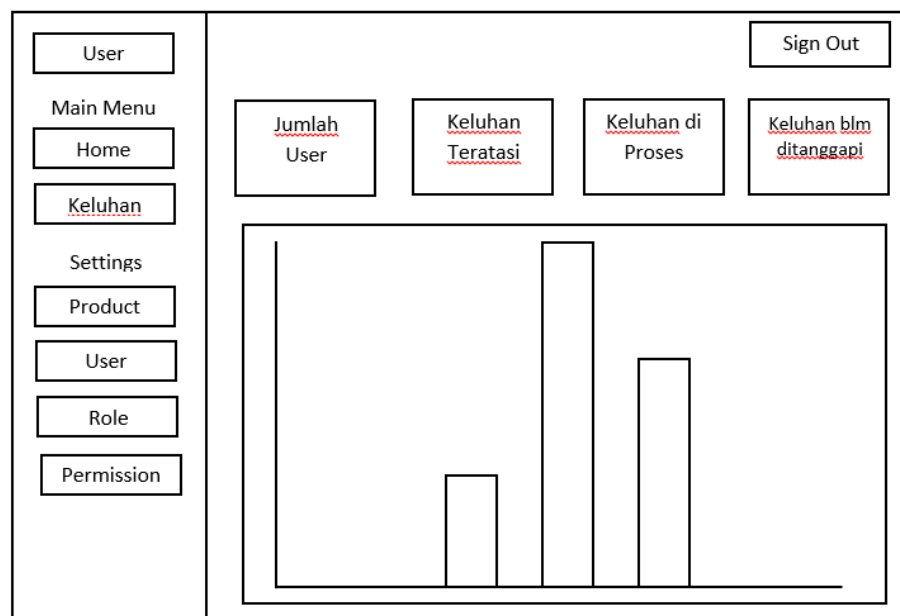 User
Main Menu
Home
Keluhan
Settings
Product
User
Role
Permission
Sign Out
Jumlah
User
Keluhan
Teratasi
Keluhan di
Proses
Keluhan blm
ditanggapi